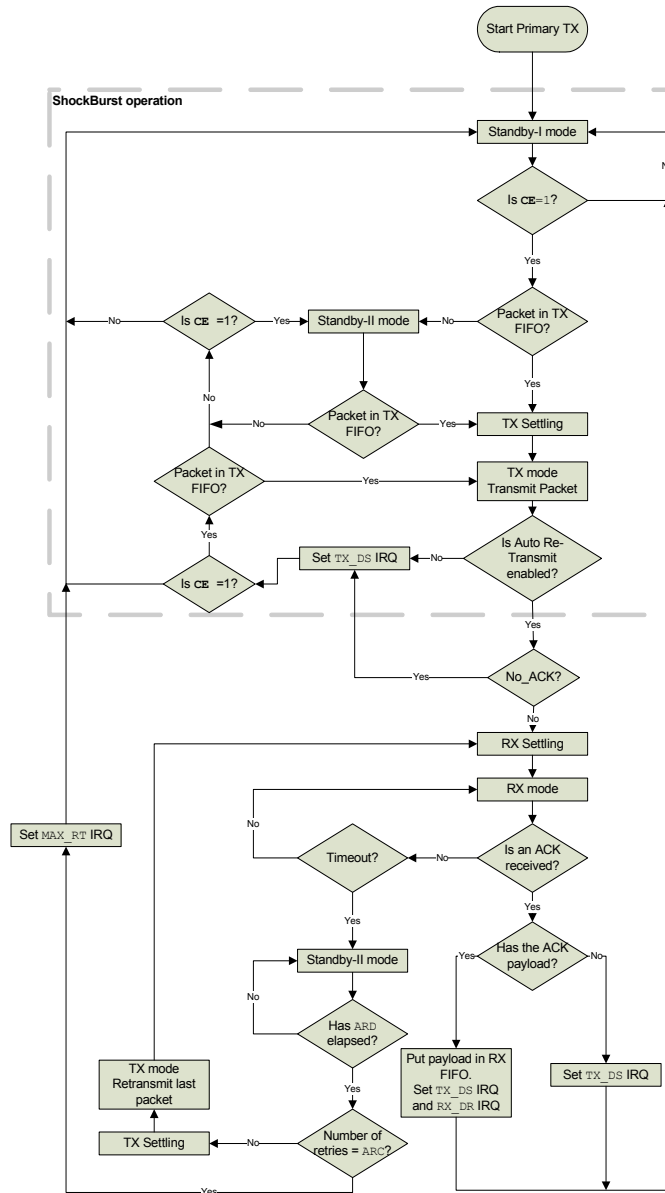 Start Primary TX
ShockBurst operation
Standby-I mode
Is CE=1?
Yes
Is CE =1?
No
Yes
Standby-II mode
No
Packet in TX
FIFO?
Yes
No
Packet in TX
FIFO?
No
Yes
TX Settling
Packet in TX
FIFO?
Yes
TX mode
Transmit Packet
Yes
Is CE =1?
Set TX_DS IRQ
No
Is Auto Re-
Transmit
enabled?
Yes
Yes
No_ACK?
No
RX Settling
RX mode
Set MAX_RT IRQ
No
Timeout?
No
Is an ACK
received?
Yes
Yes
Standby-II mode
Yes
Has the ACK
payload?
No
No
Has ARD
elapsed?
TX mode
Retransmit last
packet
Put payload in RX
FIFO.
Set TX_DS IRQ
and RX_DR IRQ
Set TX_DS IRQ
Yes
TX Settling
No
Number of
retries = ARC?
Yes